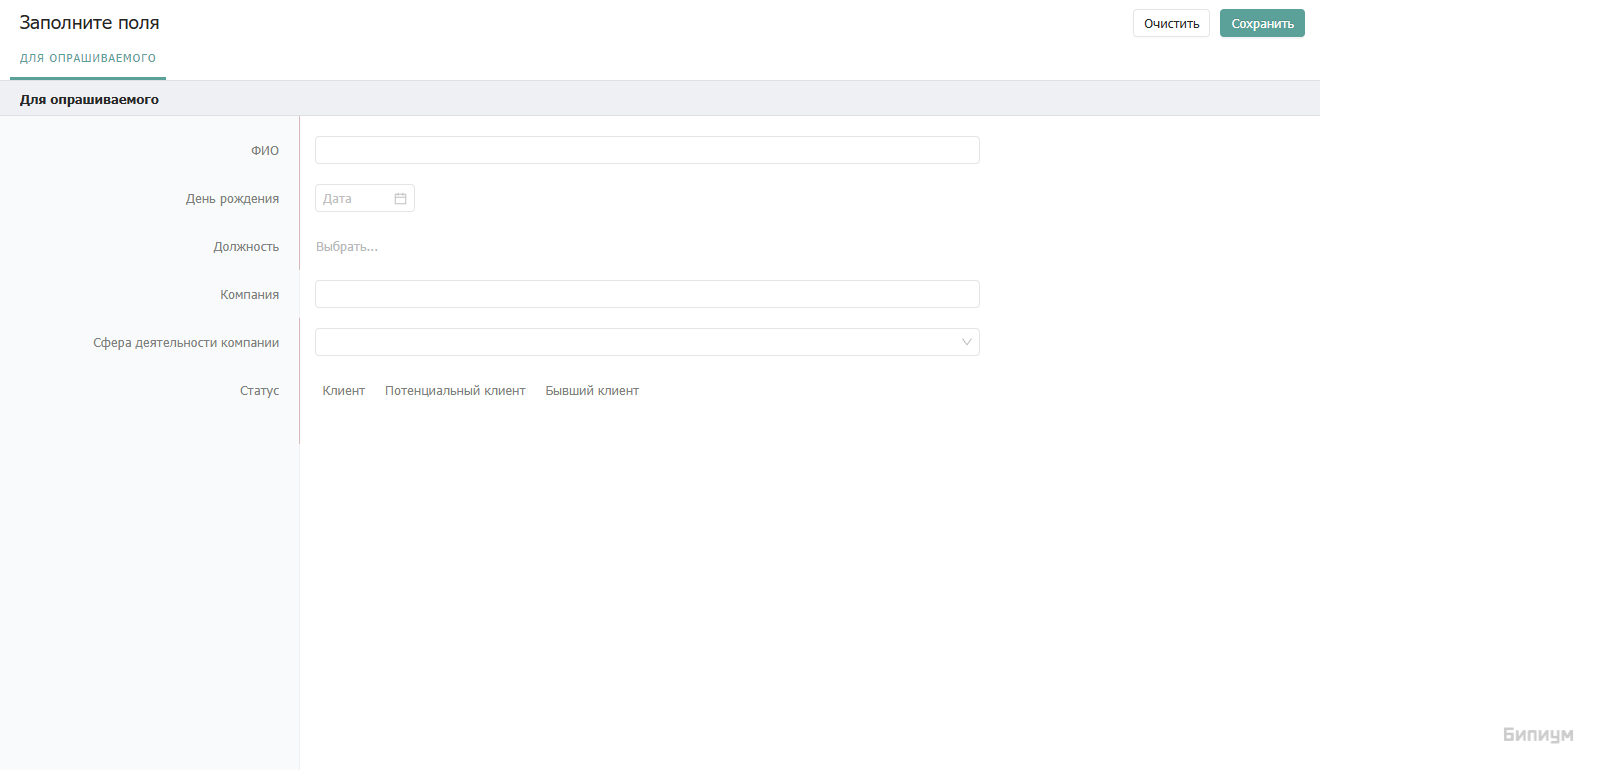 Заполните поля
Очистить
Сохранить
ДЛЯ ОПРАШИВАЕМОГО
Для опрашиваемого
ФИО
День рождения
Дата
Должность
Выбрать...
Компания
Сфера деятельности компании
Статус
Клиент
Потенциальный клиент
Бывший клиент
Бипиум